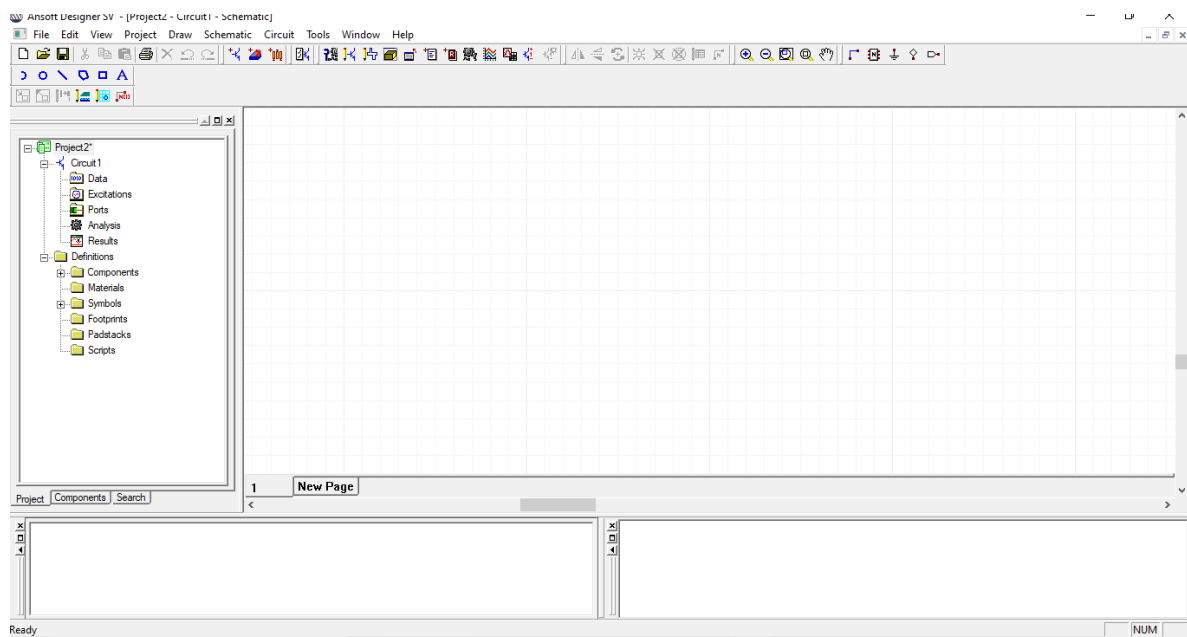 Ansoft Designer SV - [Project2 - Circuit1 - Schematic]
File Edit View Project Draw Schematic Circuit Tools Window Help
Project2*
Circuit1
Data
Excitations
Ports
Analysis
Results
Definitions
Components
Materials
Symbols
Footprints
Padstacks
Scripts
Project Components Search
1 New Page
Ready NUM